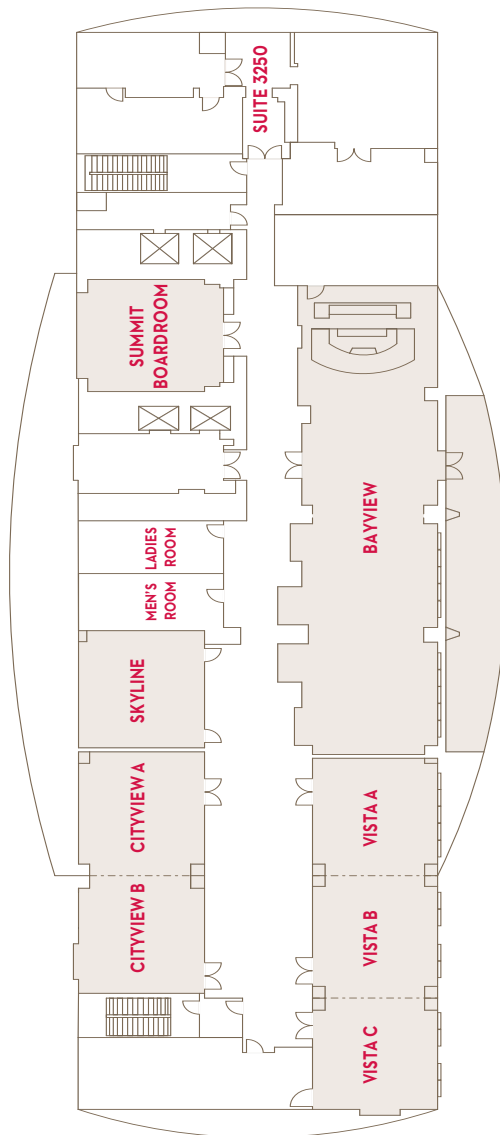 SUITE 3250
SUMMIT
BOARDROOM
BAYVIEW
LADIES
ROOM
MEN'S
ROOM
SKYLINE
CITYVIEW A
VISTA A
CITYVIEW B
VISTA B
VISTA C